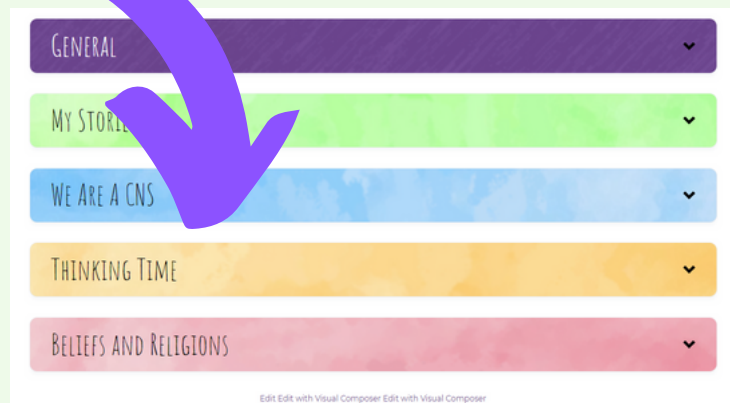 General
My Stories
We Are A CNS
Thinking Time
Beliefs and Religions
Edit Edit with Visual Composer Edit with Visual Composer